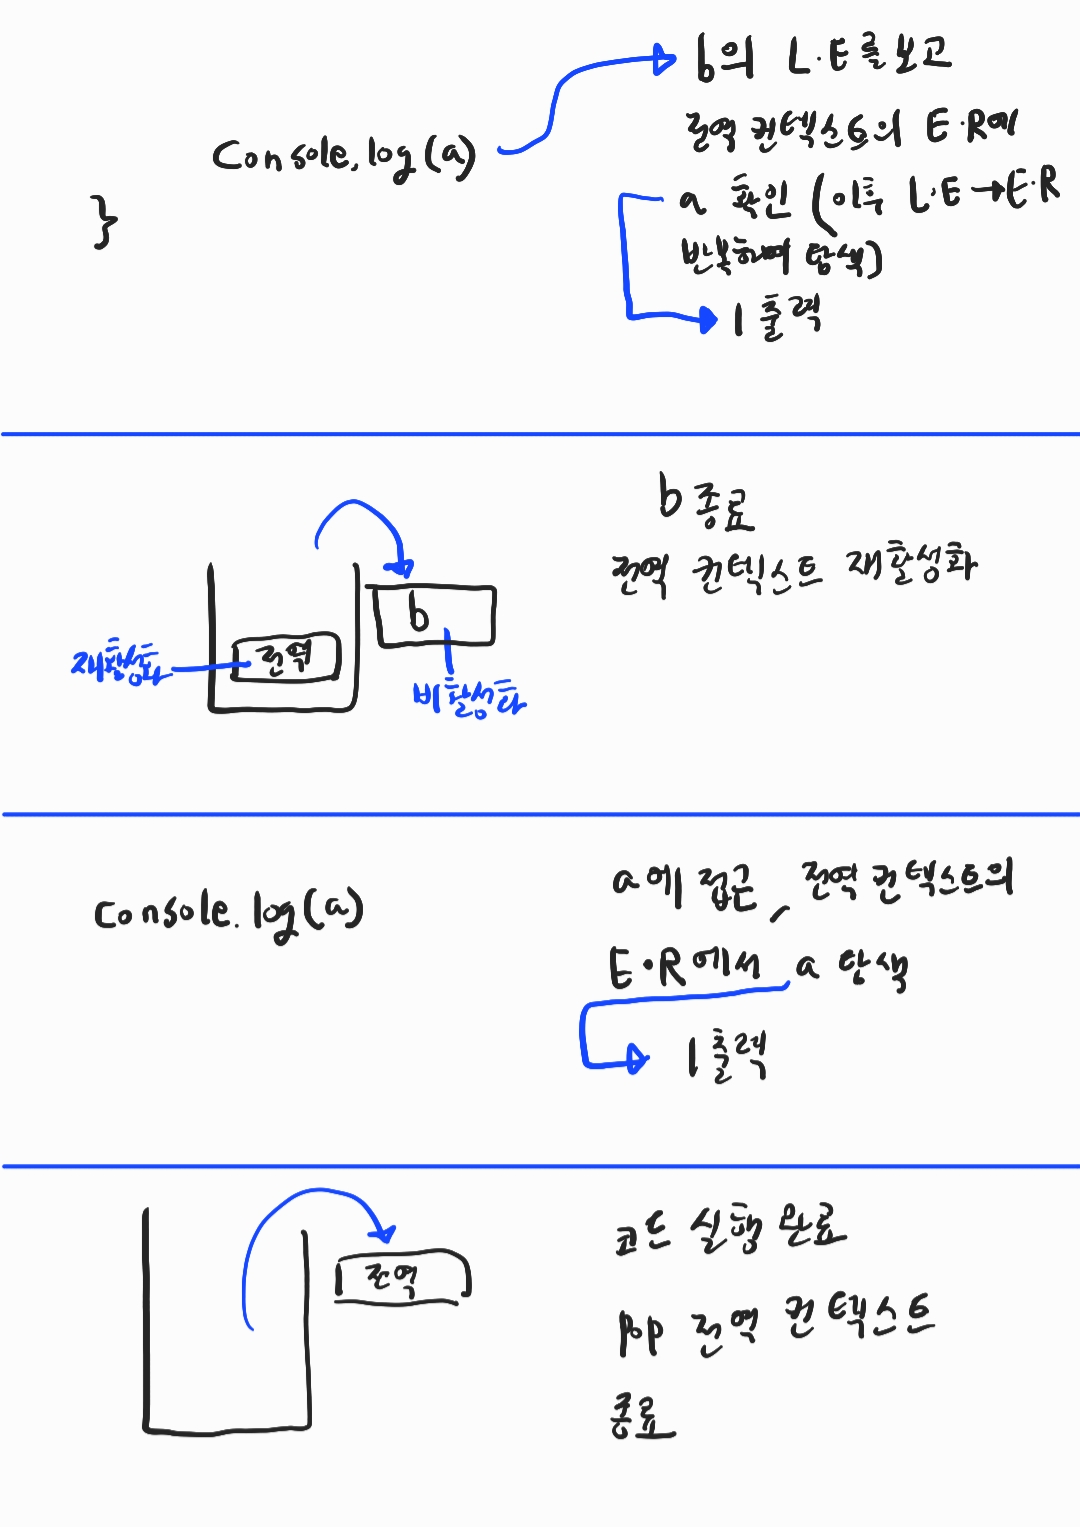 b의 L·E를 보고
console.log(a)
전역 컨텍스트의 E·R에
}
a 확인 (이후 L·E→E·R
반복하며 탐색)
1 출력
b 종료
전역 컨텍스트 재활성화
b
전역
재활성화
비활성화
a에 접근, 전역 컨텍스트의
console.log(a)
E·R에서 a 탐색
1 출력
코드 실행 완료
전역
pop 전역 컨텍스트
종료